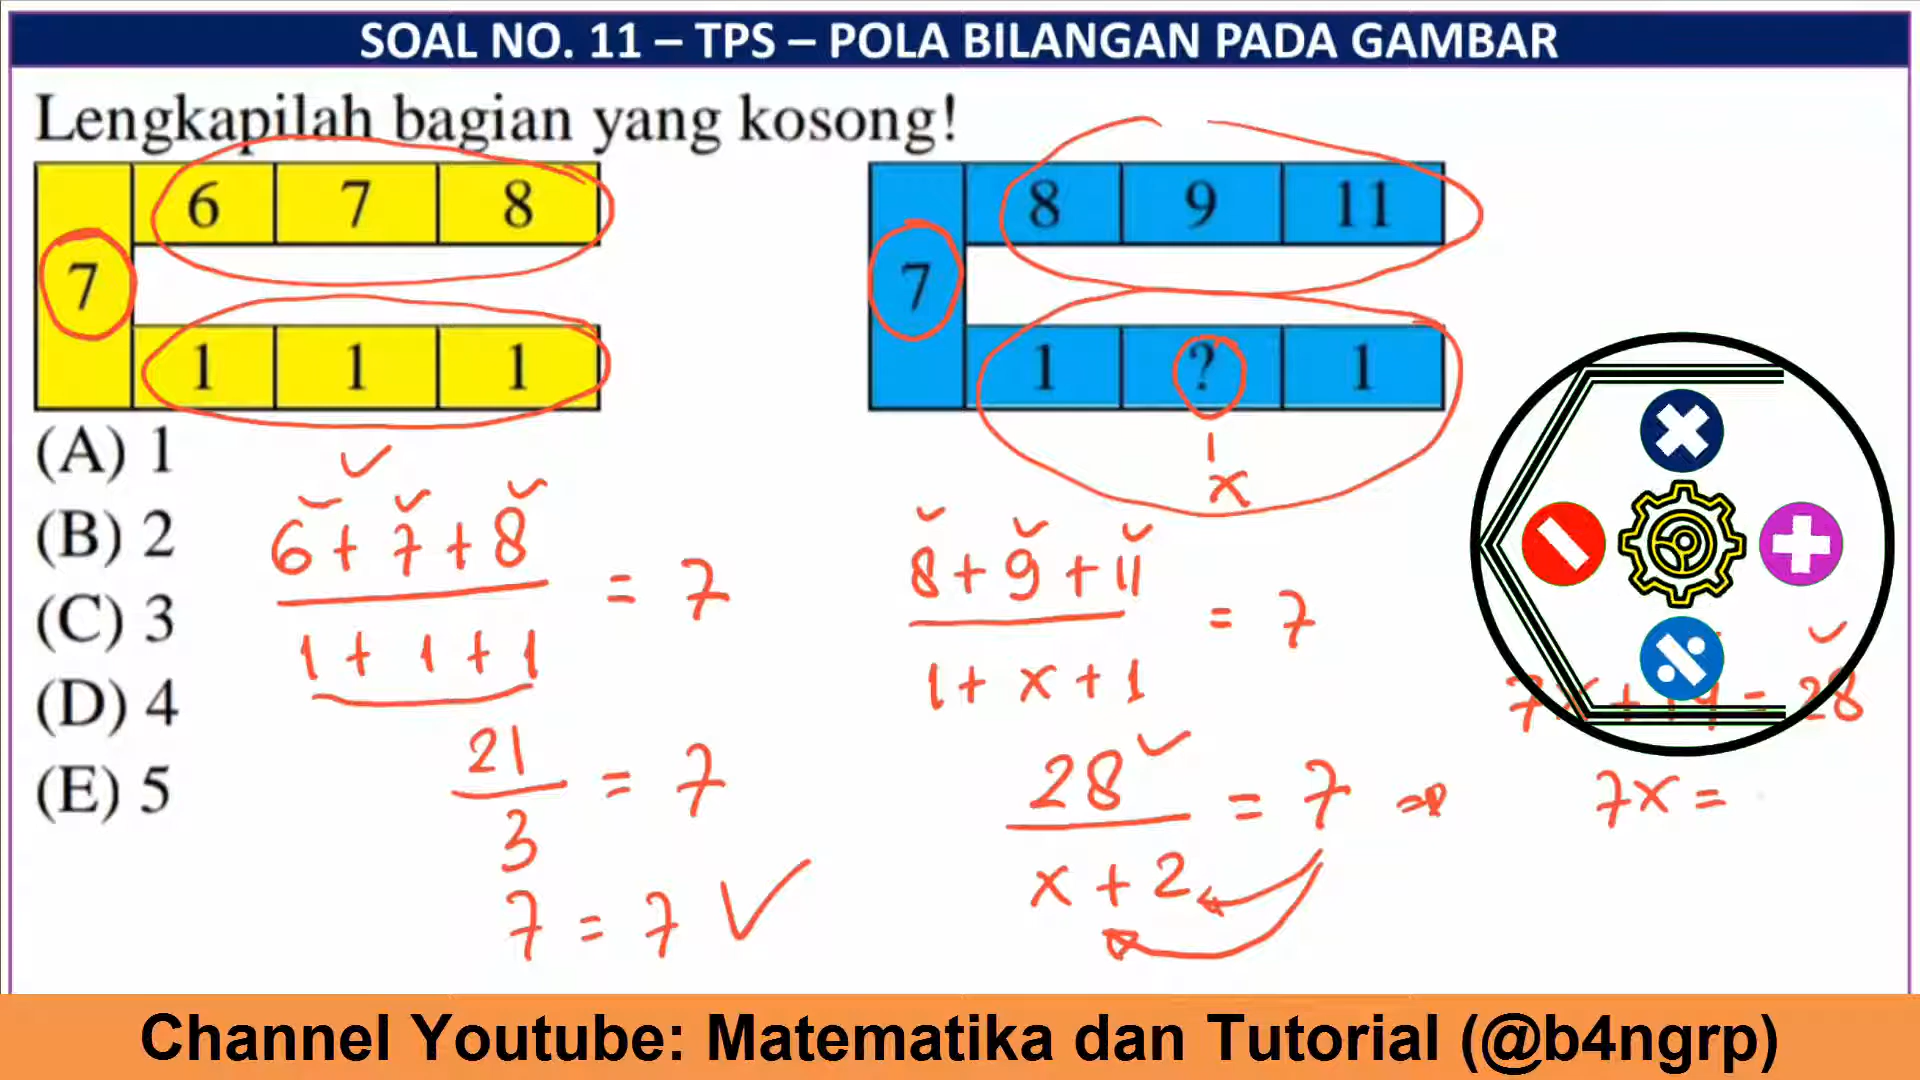 SOAL NO. 11 – TPS – POLA BILANGAN PADA GAMBAR
Lengkapilah bagian yang kosong!
6 7 8
7
1 1 1
8 9 11
7
1 ? 1
x
(A) 1
(B) 2
(C) 3
(D) 4
(E) 5
6 + 7 + 8
1 + 1 + 1
= 7
21
3
= 7
7 = 7
8 + 9 + 11
1 + x + 1
= 7
28
x + 2
= 7 ⇒
7x + 14 = 28
7x =
Channel Youtube: Matematika dan Tutorial (@b4ngrp)